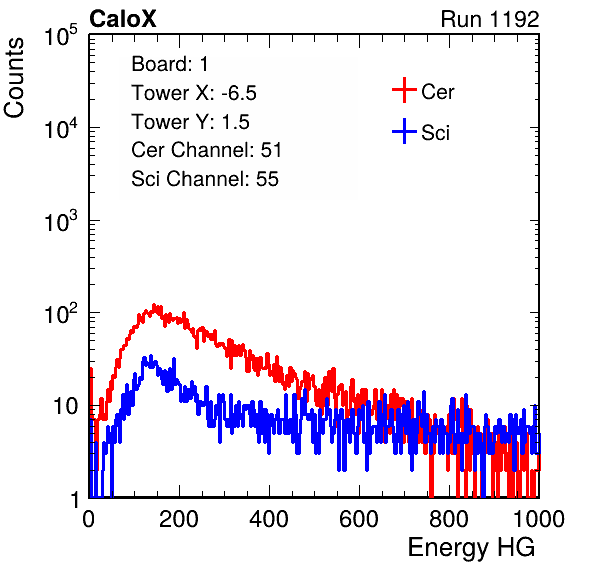 CaloX Run 1192
Counts
10^5
10^4
10^3
10^2
10
1
Board: 1
Tower X: -6.5
Tower Y: 1.5
Cer Channel: 51
Sci Channel: 55
Cer
Sci
0 200 400 600 800 1000
Energy HG